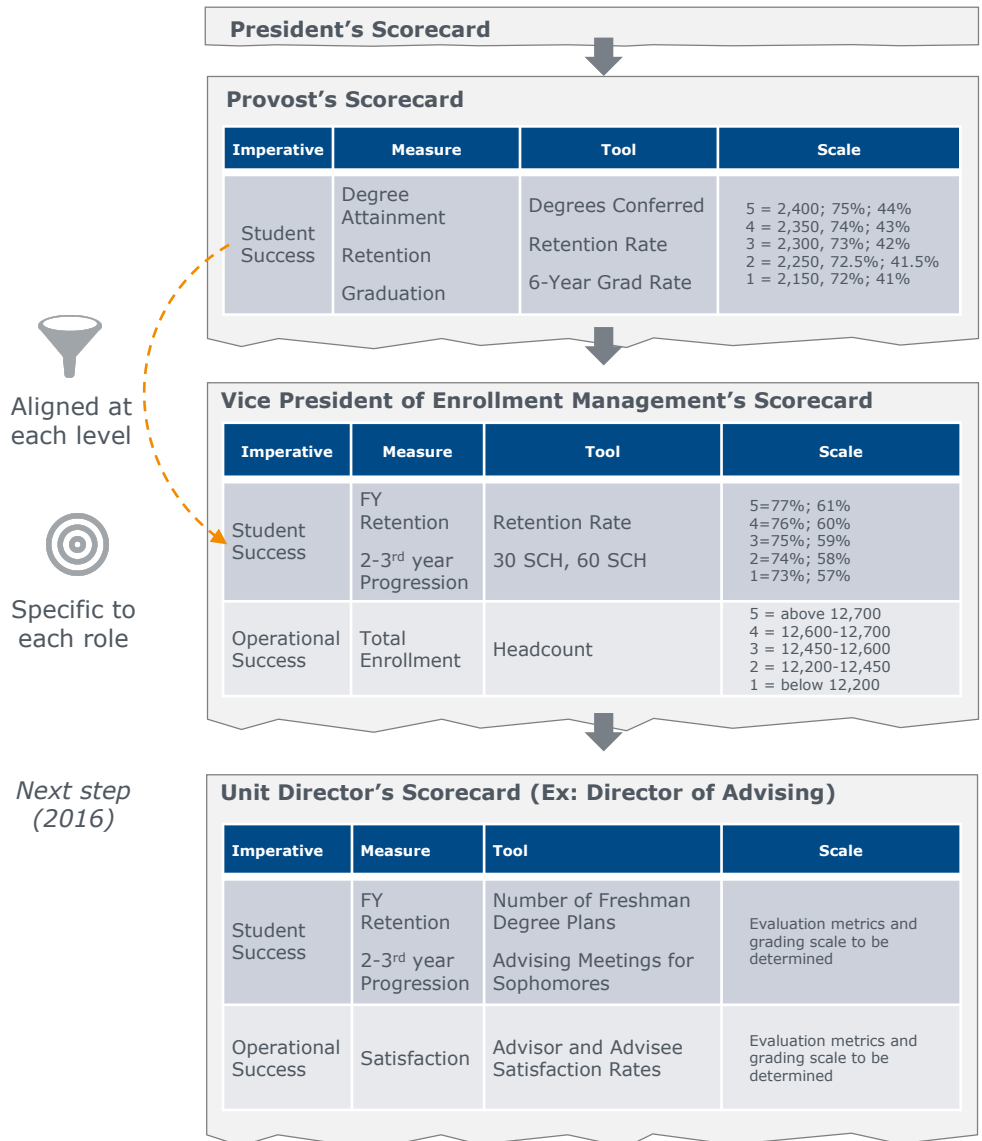 President's Scorecard
Provost's Scorecard
Imperative
Measure
Tool
Scale
Student
Success
Degree
Attainment
Retention
Graduation
Degrees Conferred
Retention Rate
6-Year Grad Rate
5 = 2,400; 75%; 44%
4 = 2,350, 74%; 43%
3 = 2,300, 73%; 42%
2 = 2,250, 72.5%; 41.5%
1 = 2,150, 72%; 41%
Aligned at
each level
Vice President of Enrollment Management's Scorecard
Imperative
Measure
Tool
Scale
Student
Success
FY
Retention
2-3rd year
Progression
Retention Rate
30 SCH, 60 SCH
5=77%; 61%
4=76%; 60%
3=75%; 59%
2=74%; 58%
1=73%; 57%
Specific to
each role
Operational
Success
Total
Enrollment
Headcount
5 = above 12,700
4 = 12,600-12,700
3 = 12,450-12,600
2 = 12,200-12,450
1 = below 12,200
Next step
(2016)
Unit Director's Scorecard (Ex: Director of Advising)
Imperative
Measure
Tool
Scale
Student
Success
FY
Retention
2-3rd year
Progression
Number of Freshman
Degree Plans
Advising Meetings for
Sophomores
Evaluation metrics and
grading scale to be
determined
Operational
Success
Satisfaction
Advisor and Advisee
Satisfaction Rates
Evaluation metrics and
grading scale to be
determined